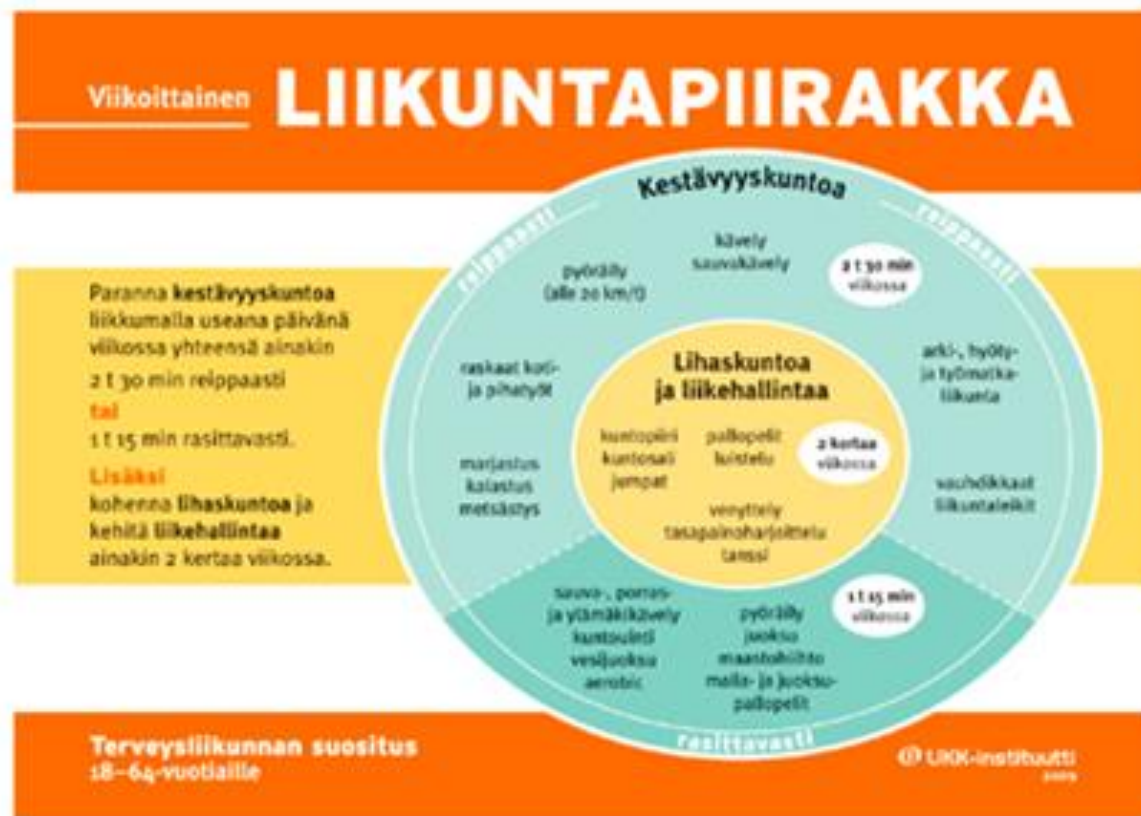 Viikoittainen LIIKUNTAPIIRAKKA
Paranna kestävyyskuntoa
liikkumalla useana päivänä
viikossa yhteensä ainakin
2 t 30 min reippaasti
tai
1 t 15 min rasittavasti.
Lisäksi
kohenna lihaskuntoa ja
kehitä liikehallintaa
ainakin 2 kertaa viikossa.
Kestävyyskuntoa
reippaasti
reippaasti
kävely
sauvakävely
2 t 30 min
viikossa
pyöräily
(alle 20 km/t)
raskaat koti-
ja pihatyöt
arki-, hyöty-
ja työmatka-
liikunta
marjastus
kalastus
metsästys
vauhdikkaat
liikuntaleikit
Lihaskuntoa
ja liikehallintaa
kuntopiiri
kuntosali
jumpat
pallopelit
luistelu
2 kertaa
viikossa
venyttely
tasapainoharjoittelu
tanssi
sauva-, porras-
ja ylämäkikävely
kuntouinti
vesijuoksu
aerobic
pyöräily
juoksu
maastohiihto
maila- ja juoksu-
pallopelit
1 t 15 min
viikossa
rasittavasti
Terveysliikunnan suositus
18–64-vuotiaille
UKK-instituutti
2009